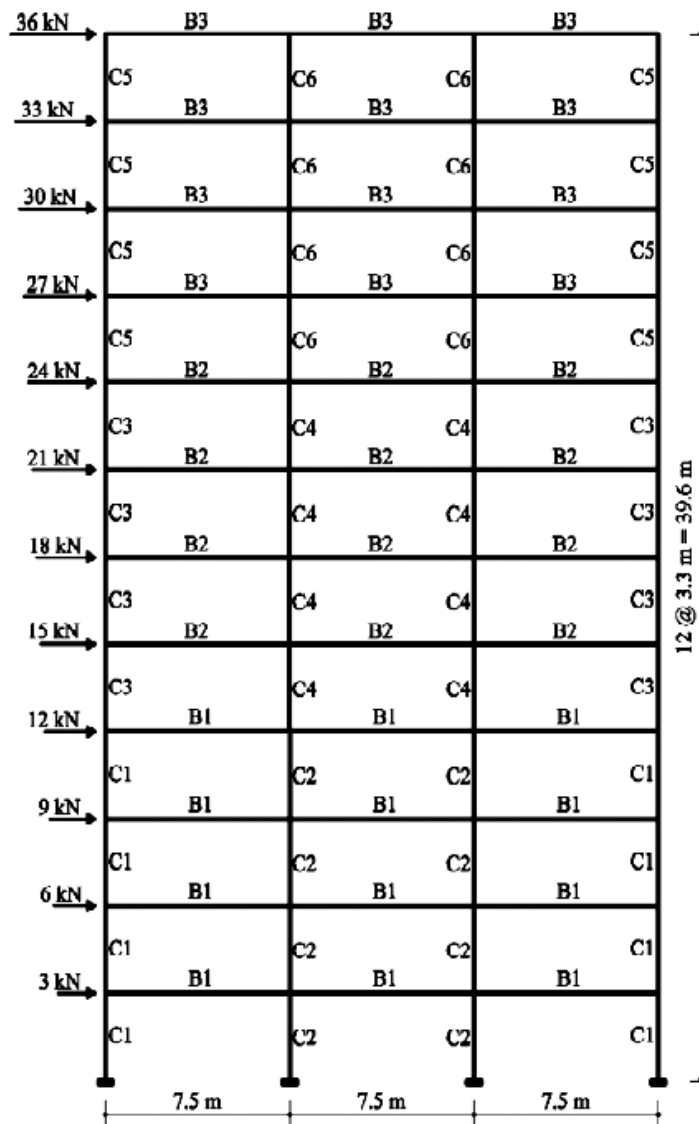 36 kN B3 B3 B3
C5 C6 C6 C5
33 kN B3 B3 B3
C5 C6 C6 C5
30 kN B3 B3 B3
C5 C6 C6 C5
27 kN B3 B3 B3
C5 C6 C6 C5
24 kN B2 B2 B2
C3 C4 C4 C3
21 kN B2 B2 B2
C3 C4 C4 C3
18 kN B2 B2 B2
C3 C4 C4 C3
15 kN B2 B2 B2
C3 C4 C4 C3
12 kN B1 B1 B1
C1 C2 C2 C1
9 kN B1 B1 B1
C1 C2 C2 C1
6 kN B1 B1 B1
C1 C2 C2 C1
3 kN B1 B1 B1
C1 C2 C2 C1
7.5 m 7.5 m 7.5 m
12 @ 3.3 m = 39.6 m